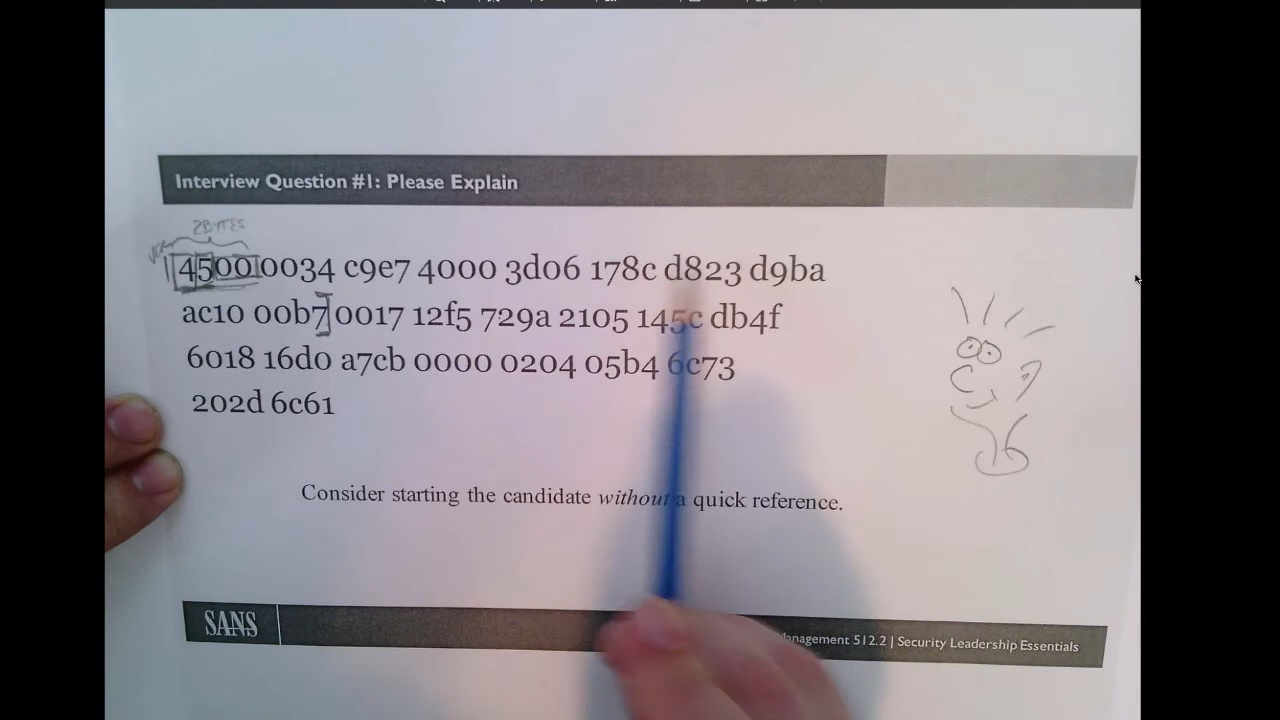 Interview Question #1: Please Explain
2BYTES
4500 0034 c9e7 4000 3d06 178c d823 d9ba
ac10 00b7 0017 12f5 729a 2105 145c db4f
6018 16d0 a7cb 0000 0204 05b4 6c73
202d 6c61
Consider starting the candidate without a quick reference.
SANS
Management 512.2 | Security Leadership Essentials